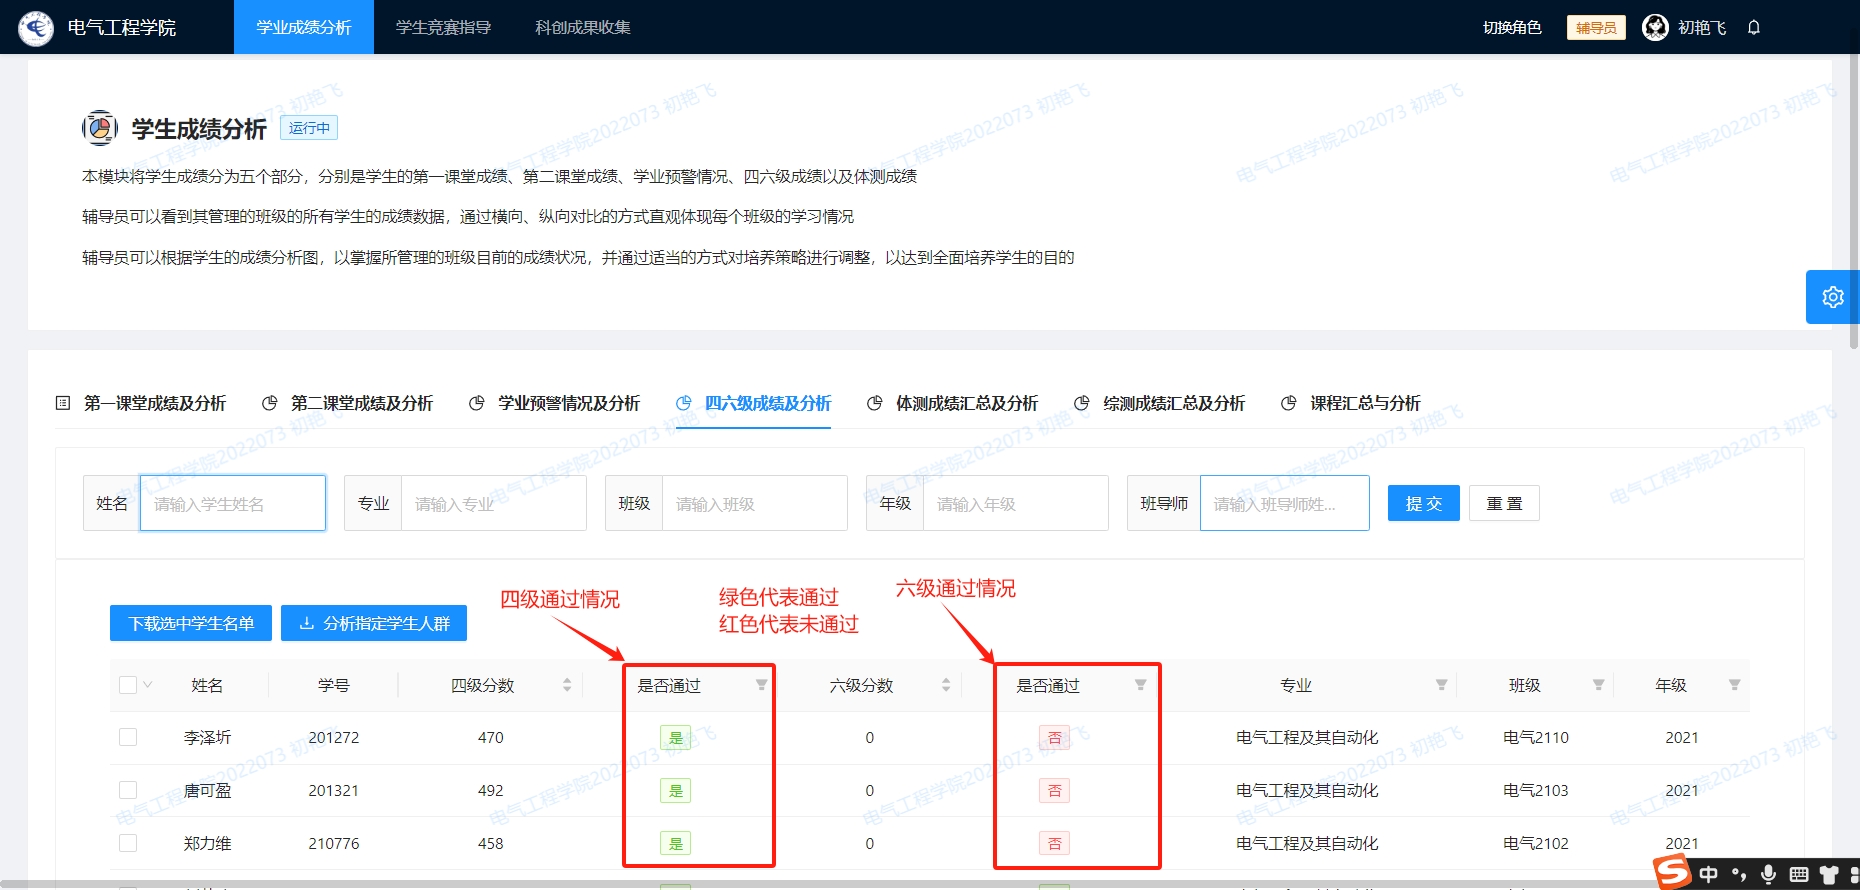 电气工程学院 学业成绩分析 学生竞赛指导 科创成果收集 切换角色 辅导员 初艳飞
学生成绩分析 运行中
本模块将学生成绩分为五个部分，分别是学生的第一课堂成绩、第二课堂成绩、学业预警情况、四六级成绩以及体测成绩
辅导员可以看到其管理的班级的所有学生的成绩数据，通过横向、纵向对比的方式直观体现每个班级的学习情况
辅导员可以根据学生的成绩分析图，以掌握所管理的班级目前的成绩状况，并通过适当的方式对培养策略进行调整，以达到全面培养学生的目的
第一课堂成绩及分析 第二课堂成绩及分析 学业预警情况及分析 四六级成绩及分析 体测成绩汇总及分析 综测成绩汇总及分析 课程汇总与分析
姓名 请输入学生姓名 专业 请输入专业 班级 请输入班级 年级 请输入年级 班导师 请输入班导师姓... 提交 重置
四级通过情况 绿色代表通过 六级通过情况
红色代表未通过
下载选中学生名单 分析指定学生人群
姓名 学号 四级分数 是否通过 六级分数 是否通过 专业 班级 年级
李泽圻 201272 470 是 0 否 电气工程及其自动化 电气2110 2021
唐可盈 201321 492 是 0 否 电气工程及其自动化 电气2103 2021
郑力维 210776 458 是 0 否 电气工程及其自动化 电气2102 2021
中
电气工程学院2022073 初艳飞